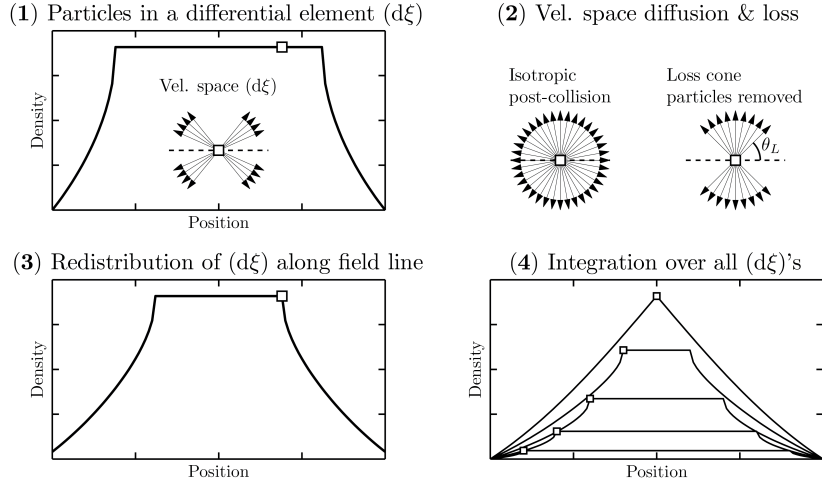 (1) Particles in a differential element (dξ)
Vel. space (dξ)
Density
Position
(2) Vel. space diffusion & loss
Isotropic
post-collision
Loss cone
particles removed
θL
(3) Redistribution of (dξ) along field line
Density
Position
(4) Integration over all (dξ)'s
Density
Position